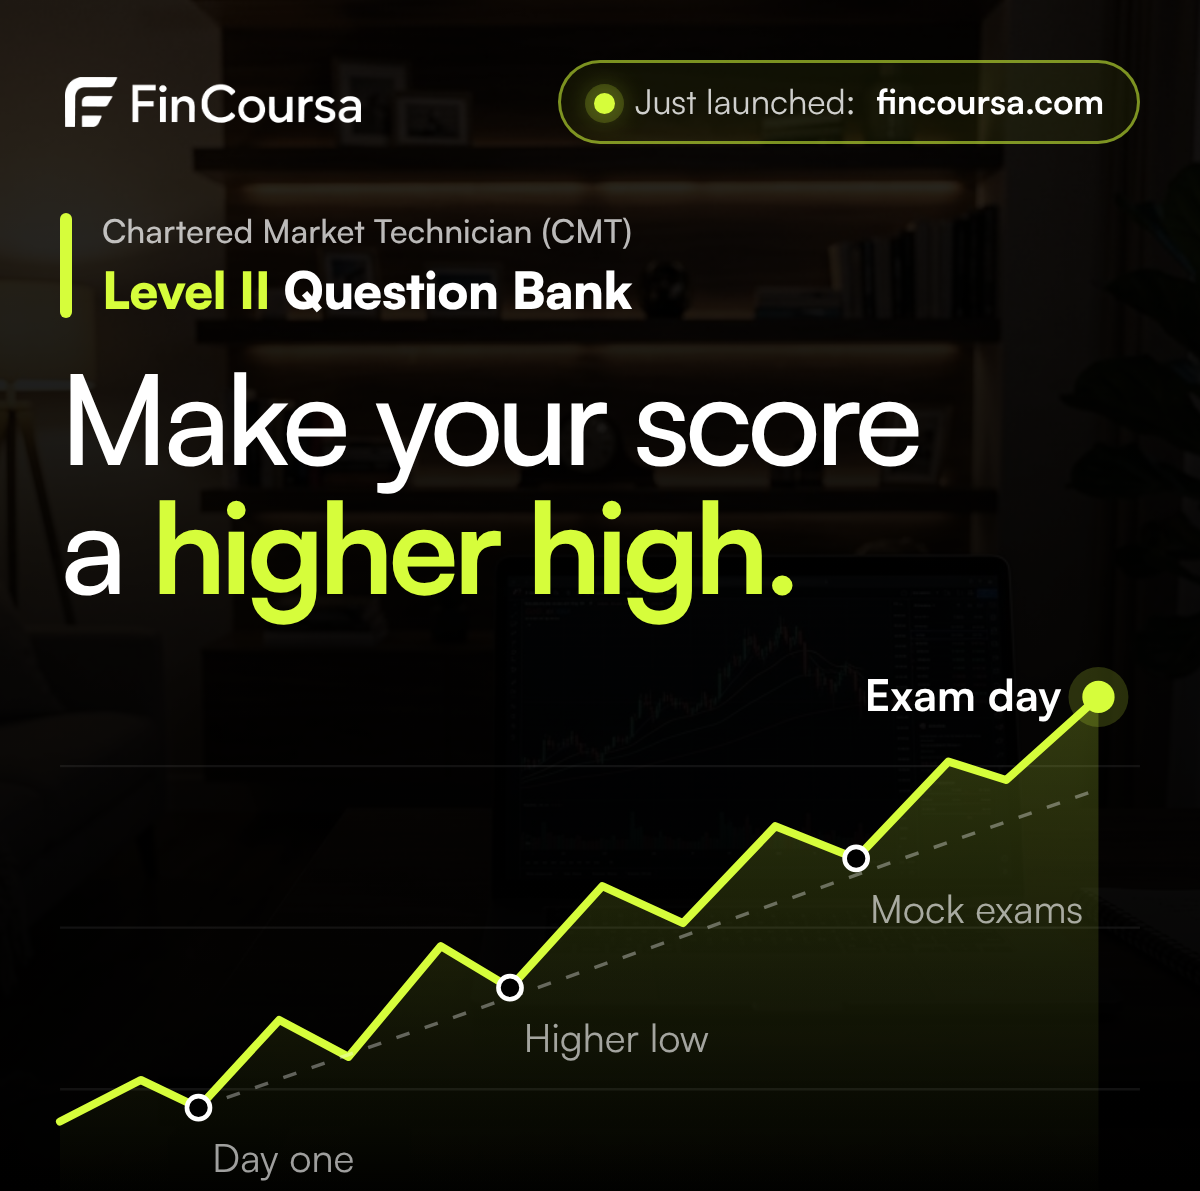 FinCoursa
Just launched: fincoursa.com
Chartered Market Technician (CMT)
Level II Question Bank
Make your score
a higher high.
Exam day
Mock exams
Higher low
Day one